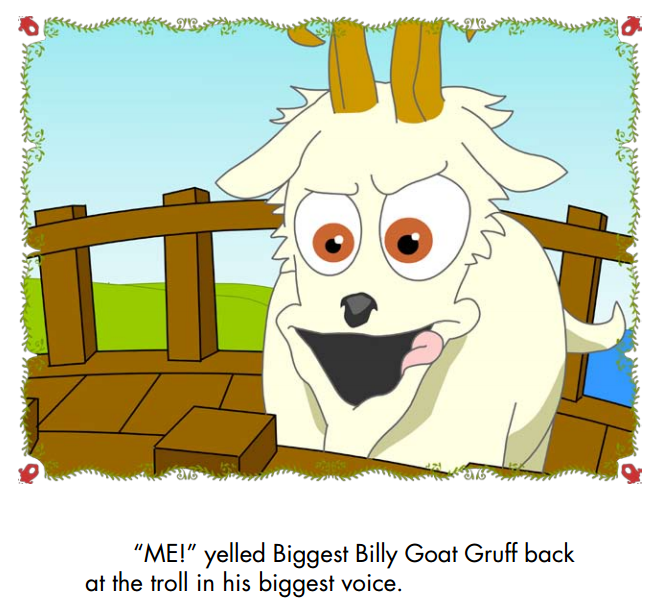 “ME!” yelled Biggest Billy Goat Gruff back
at the troll in his biggest voice.